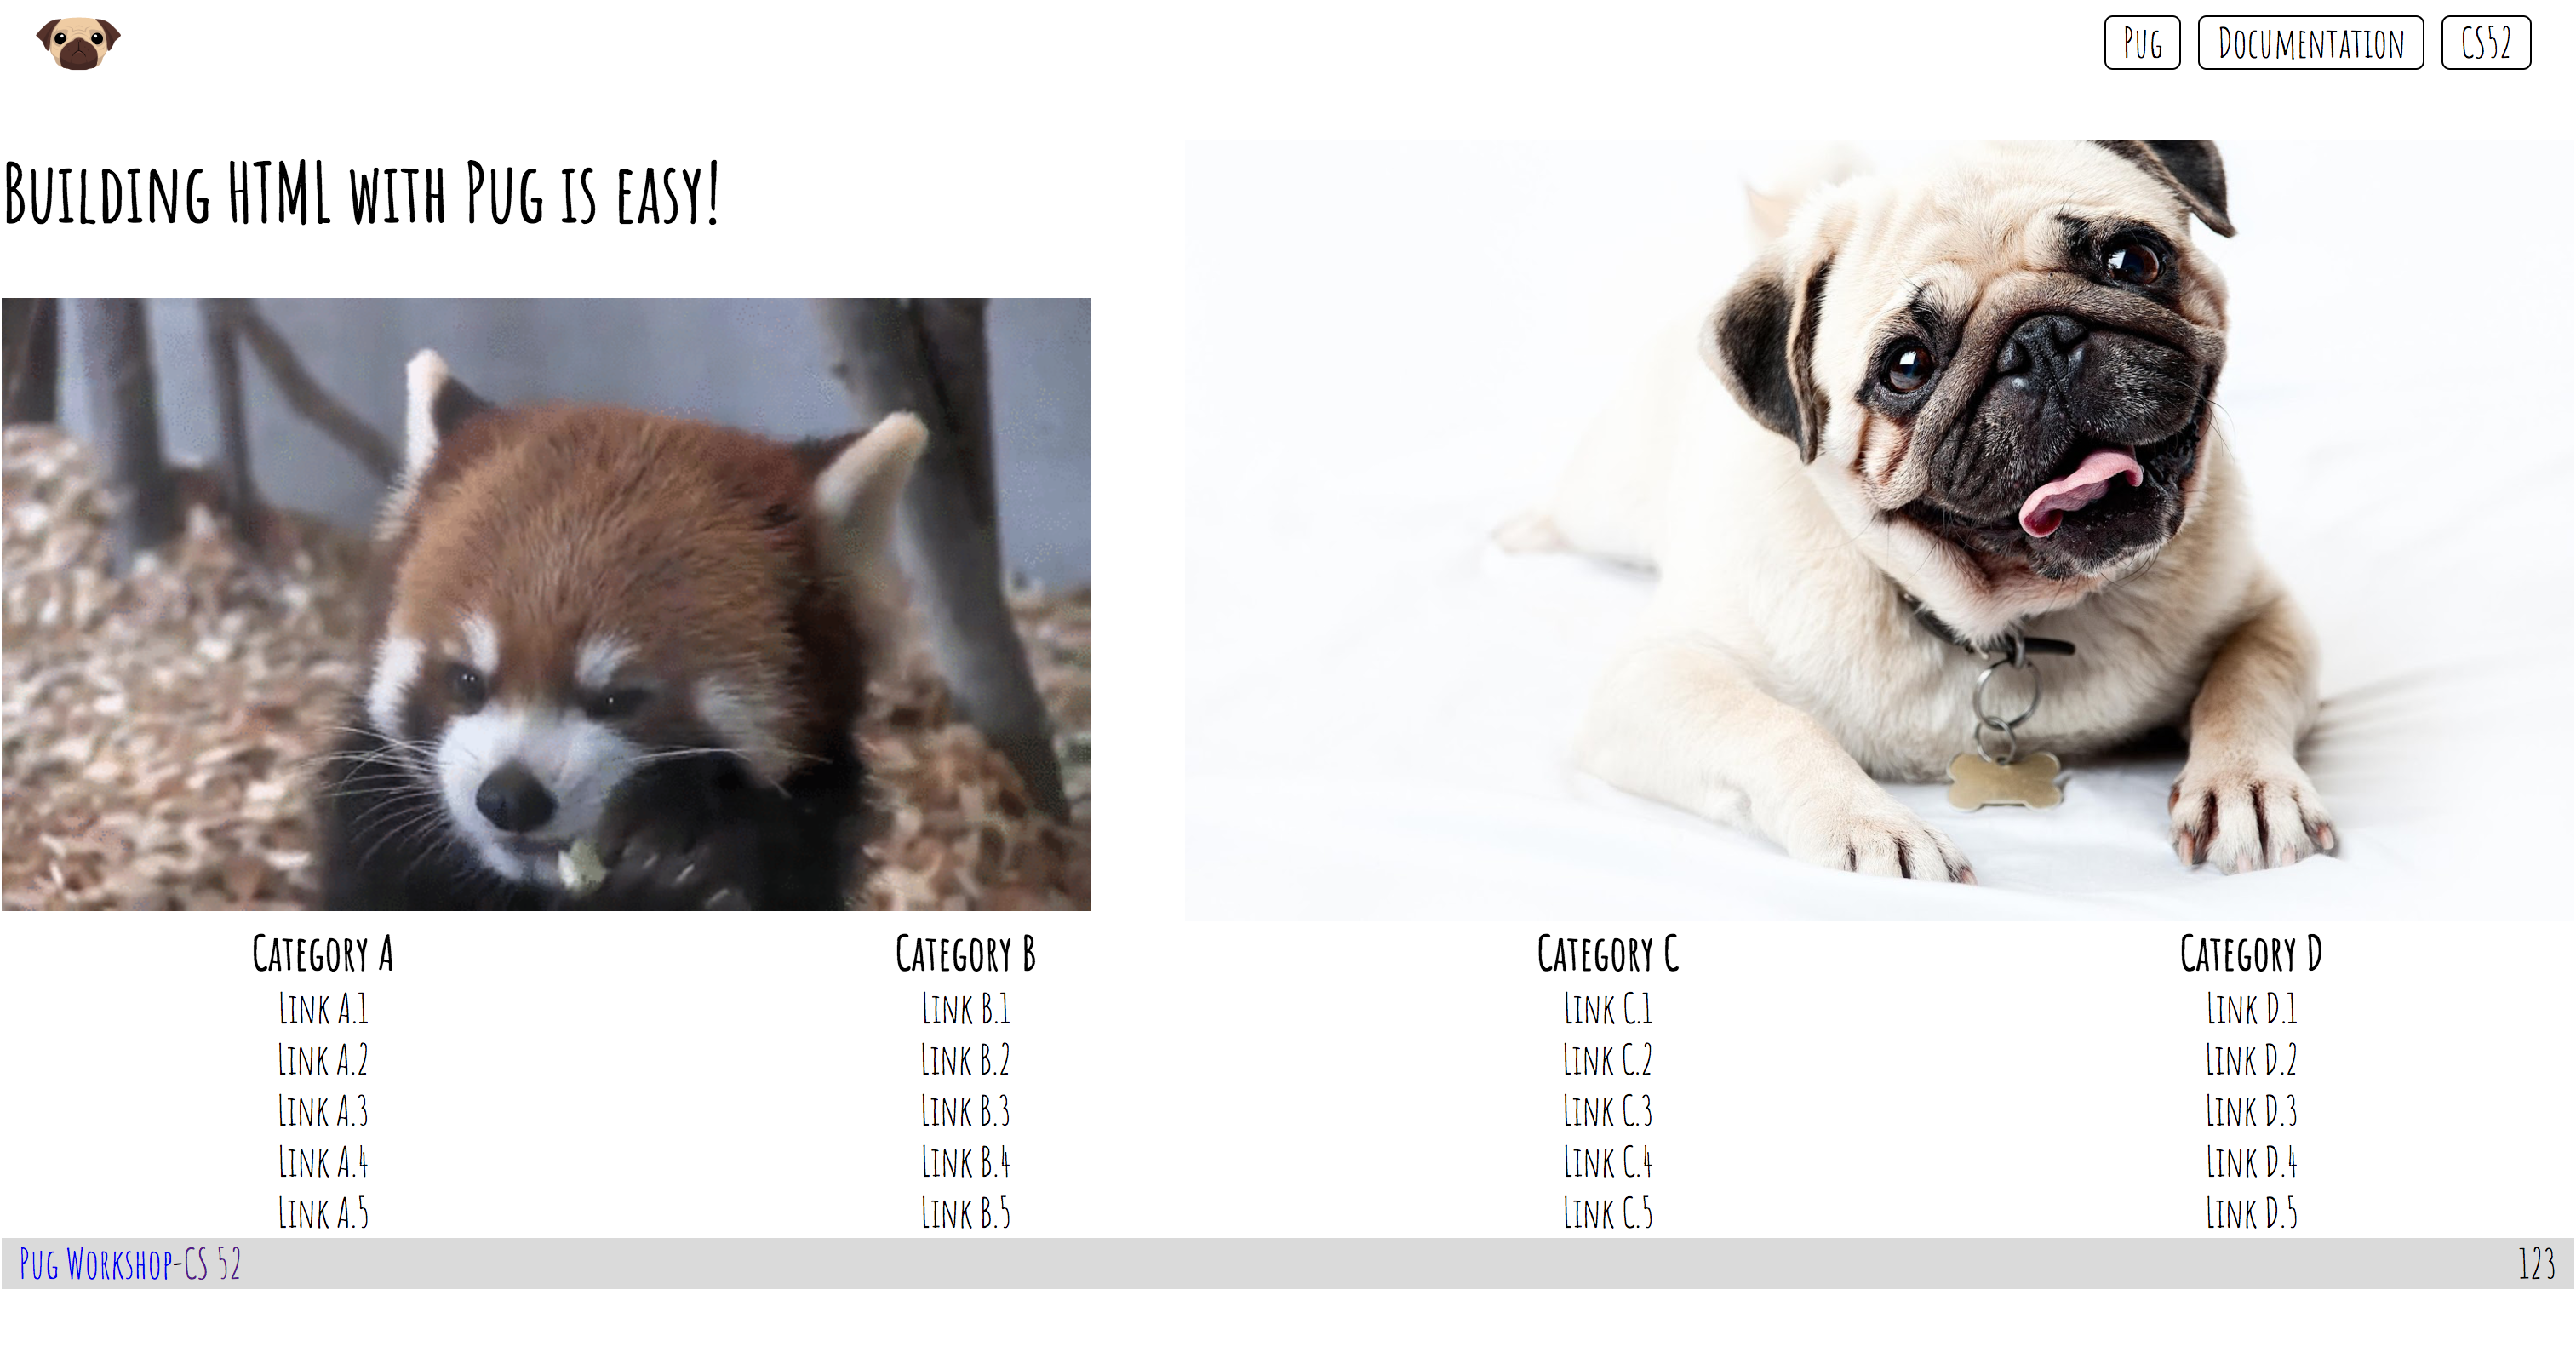 Pug Documentation CS52
Building HTML with Pug is easy!
Category A
Link A.1
Link A.2
Link A.3
Link A.4
Link A.5
Category B
Link B.1
Link B.2
Link B.3
Link B.4
Link B.5
Category C
Link C.1
Link C.2
Link C.3
Link C.4
Link C.5
Category D
Link D.1
Link D.2
Link D.3
Link D.4
Link D.5
Pug Workshop-CS 52
123